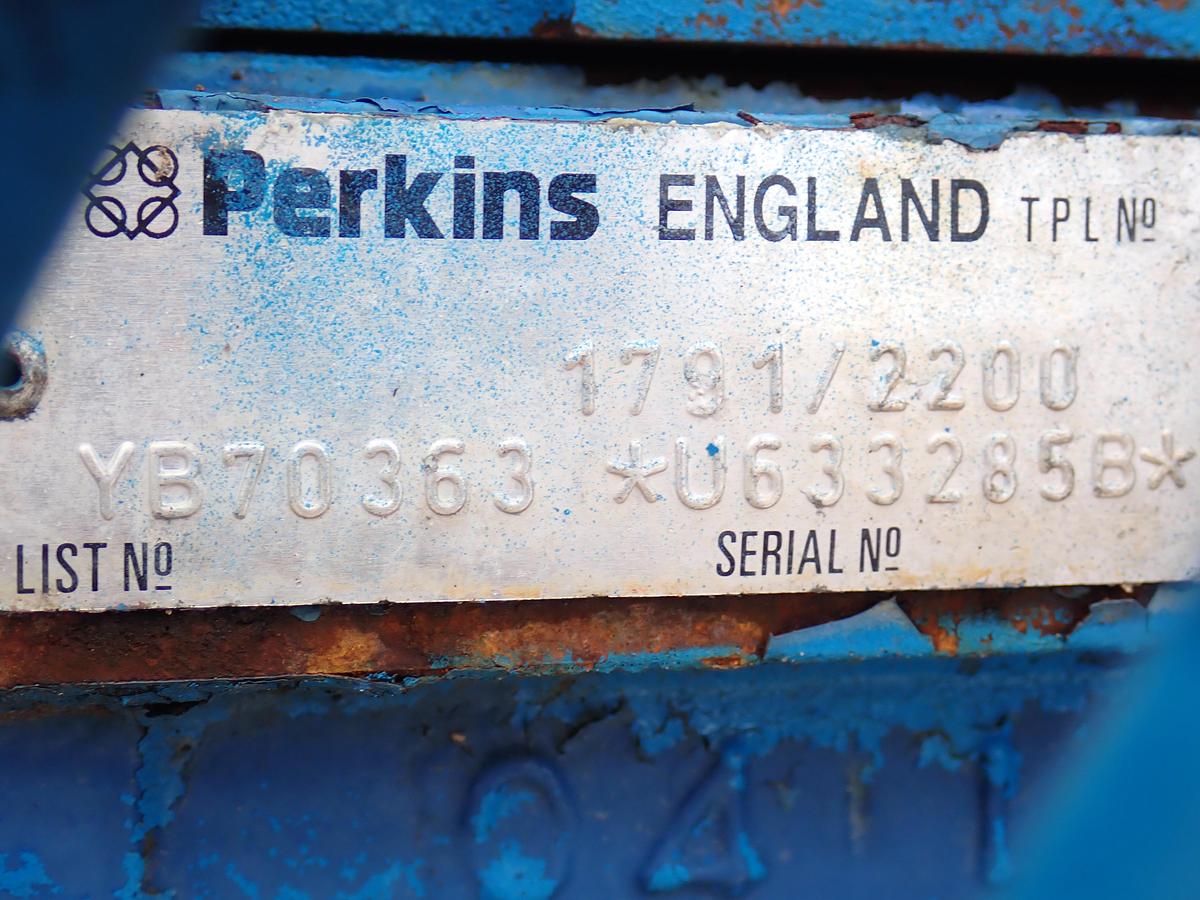 Perkins ENGLAND TPL Nº
1791/2200
YB70363 *U633285B*
LIST Nº SERIAL Nº